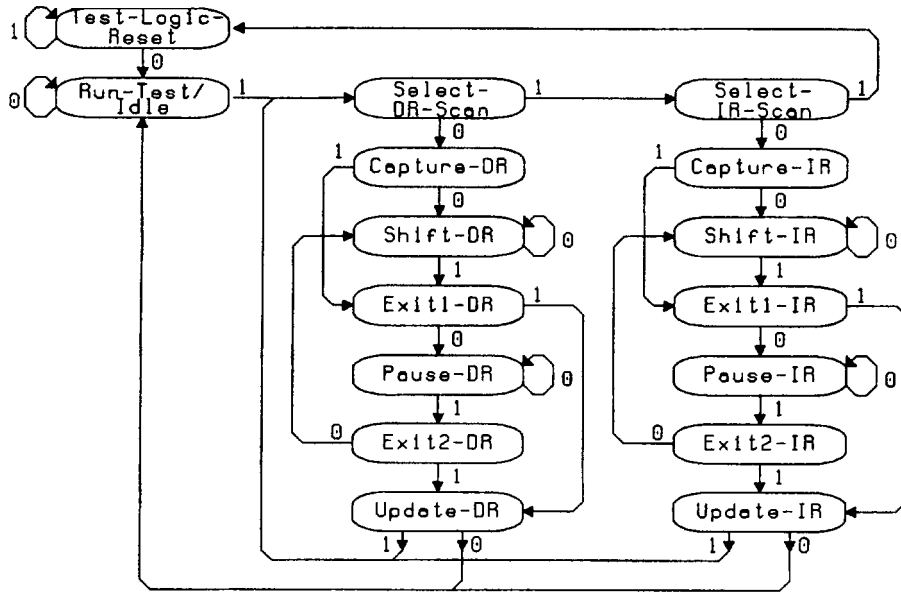 Test-Logic-
Reset
1
0
Run-Test/
Idle
0
1
Select-
DR-Scan
1
Select-
IR-Scan
1
0
0
1
Capture-DR
1
Capture-IR
0
0
Shift-DR
0
Shift-IR
0
1
1
Exit1-DR
1
Exit1-IR
1
0
0
Pause-DR
0
Pause-IR
0
1
1
0
Exit2-DR
0
Exit2-IR
1
1
Update-DR
Update-IR
1
0
1
0